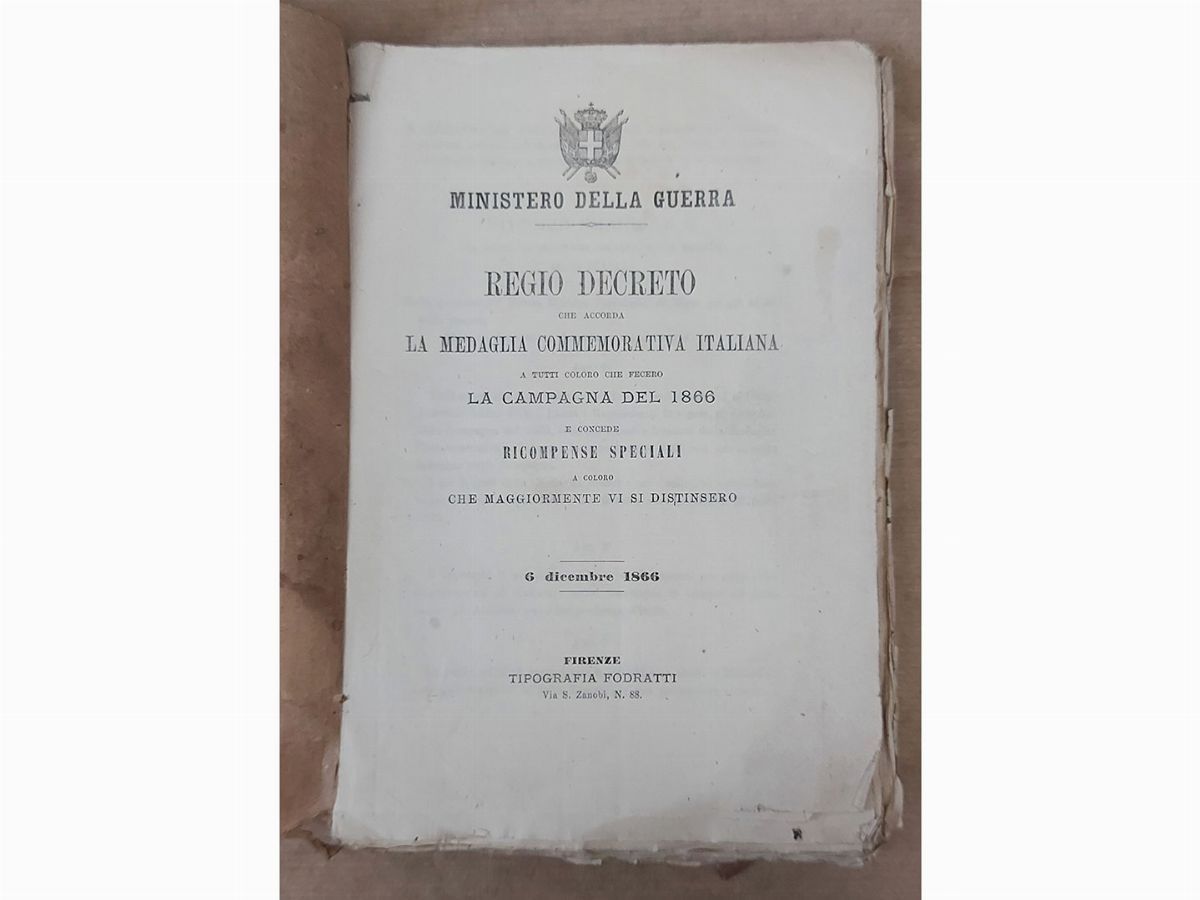 MINISTERO DELLA GUERRA
REGIO DECRETO
CHE ACCORDA
LA MEDAGLIA COMMEMORATIVA ITALIANA
A TUTTI COLORO CHE FECERO
LA CAMPAGNA DEL 1866
E CONCEDE
RICOMPENSE SPECIALI
A COLORO
CHE MAGGIORMENTE VI SI DISTINSERO
6 dicembre 1866
FIRENZE
TIPOGRAFIA FODRATTI
Via S. Zanobi, N. 88.